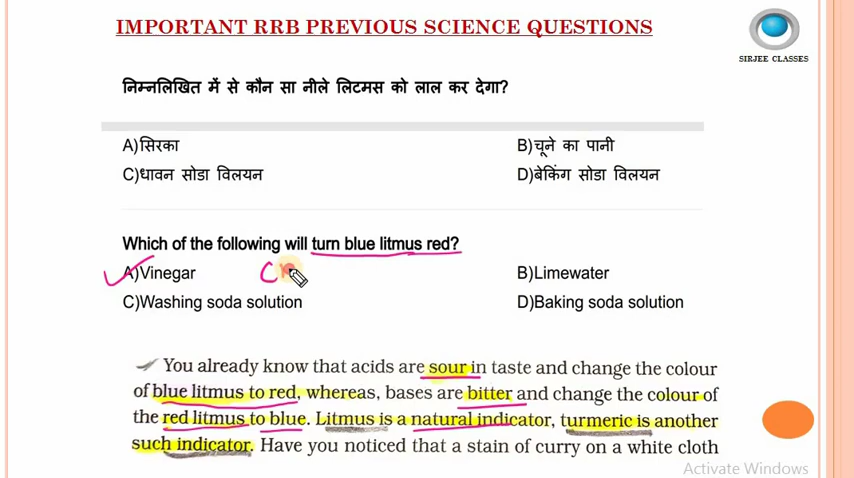 IMPORTANT RRB PREVIOUS SCIENCE QUESTIONS
SIRJEE CLASSES
निम्नलिखित में से कौन सा नीले लिटमस को लाल कर देगा?
A)सिरका B)चूने का पानी
C)धावन सोडा विलयन D)बेकिंग सोडा विलयन
Which of the following will turn blue litmus red?
A)Vinegar B)Limewater
C)Washing soda solution D)Baking soda solution
You already know that acids are sour in taste and change the colour
of blue litmus to red, whereas, bases are bitter and change the colour of
the red litmus to blue. Litmus is a natural indicator, turmeric is another
such indicator. Have you noticed that a stain of curry on a white cloth
Activate Windows